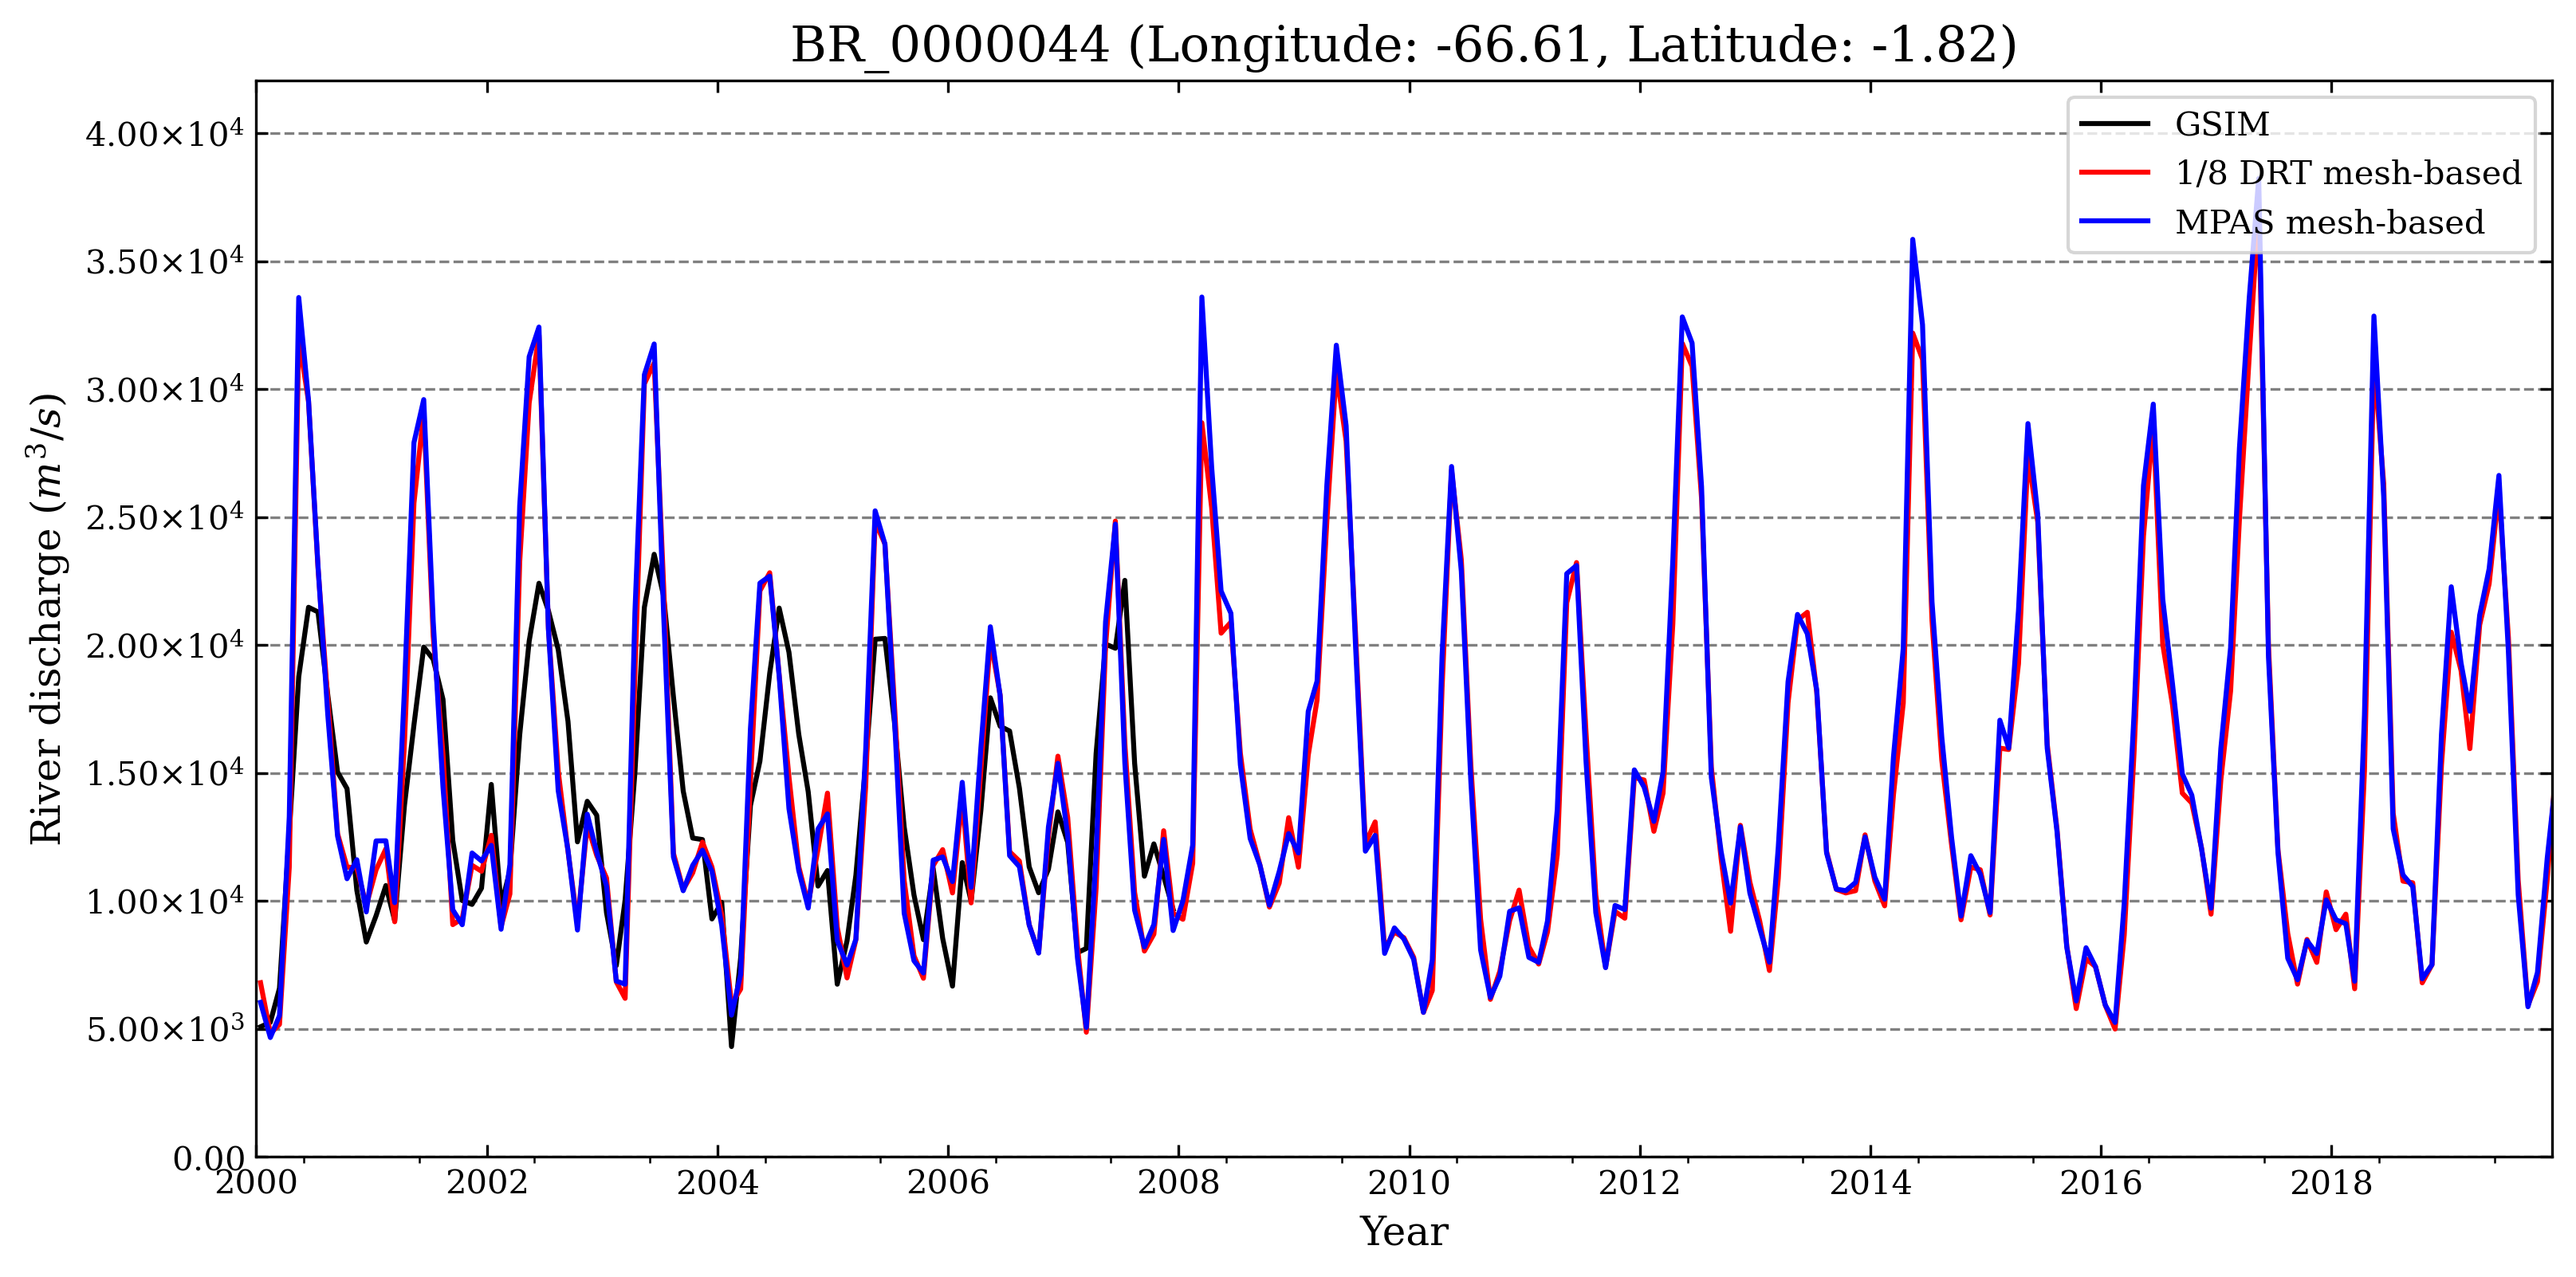 BR_0000044 (Longitude: -66.61, Latitude: -1.82)
GSIM
1/8 DRT mesh-based
MPAS mesh-based
River discharge (m³/s)
4.00×10⁴
3.50×10⁴
3.00×10⁴
2.50×10⁴
2.00×10⁴
1.50×10⁴
1.00×10⁴
5.00×10³
0.00
2000 2002 2004 2006 2008 2010 2012 2014 2016 2018
Year